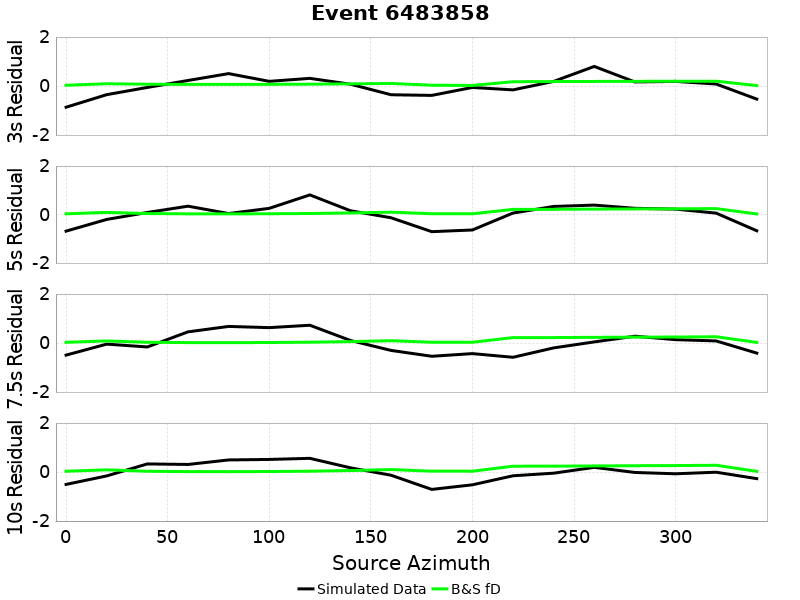 Event 6483858
3s Residual
2
0
-2
5s Residual
2
0
-2
7.5s Residual
2
0
-2
10s Residual
2
0
-2
0 50 100 150 200 250 300
Source Azimuth
Simulated Data B&S fD